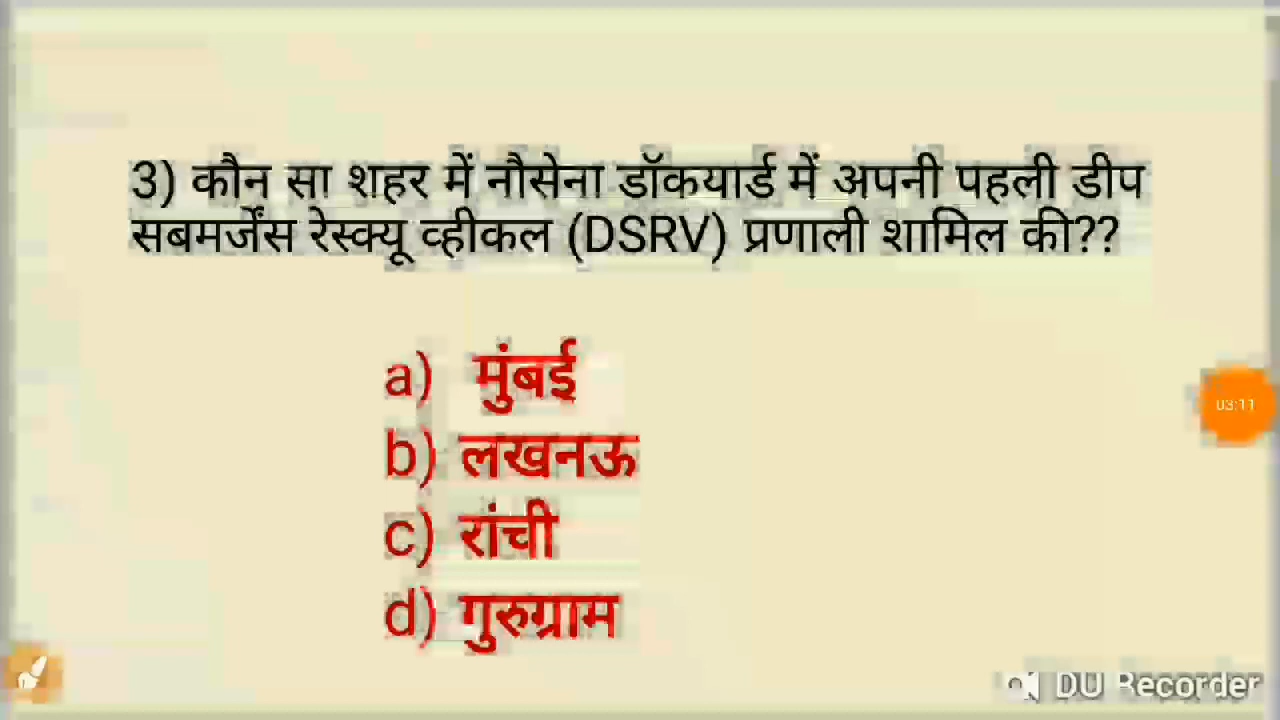 3) कौन सा शहर में नौसेना डॉकयार्ड में अपनी पहली डीप
सबमर्जेंस रेस्क्यू व्हीकल (DSRV) प्रणाली शामिल की??
a) मुंबई
b) लखनऊ
c) रांची
d) गुरुग्राम
03:11
DU Recorder